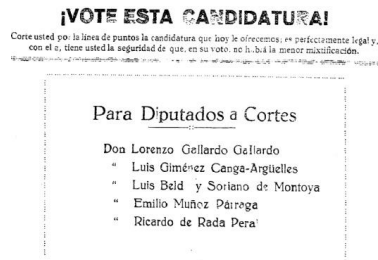 ¡VOTE ESTA CANDIDATURA!
Corte usted por la línea de puntos la candidatura que hoy le ofrecemos; es perfectamente legal y,
con ella, tiene usted la seguridad de que, en su voto, no habrá la menor mixtificación.
Para Diputados a Cortes
Don Lorenzo Gallardo Gallardo
“ Luis Giménez Canga-Argüelles
“ Luis Beld y Soriano de Montoya
“ Emilio Muñoz Párraga
“ Ricardo de Rada Pera